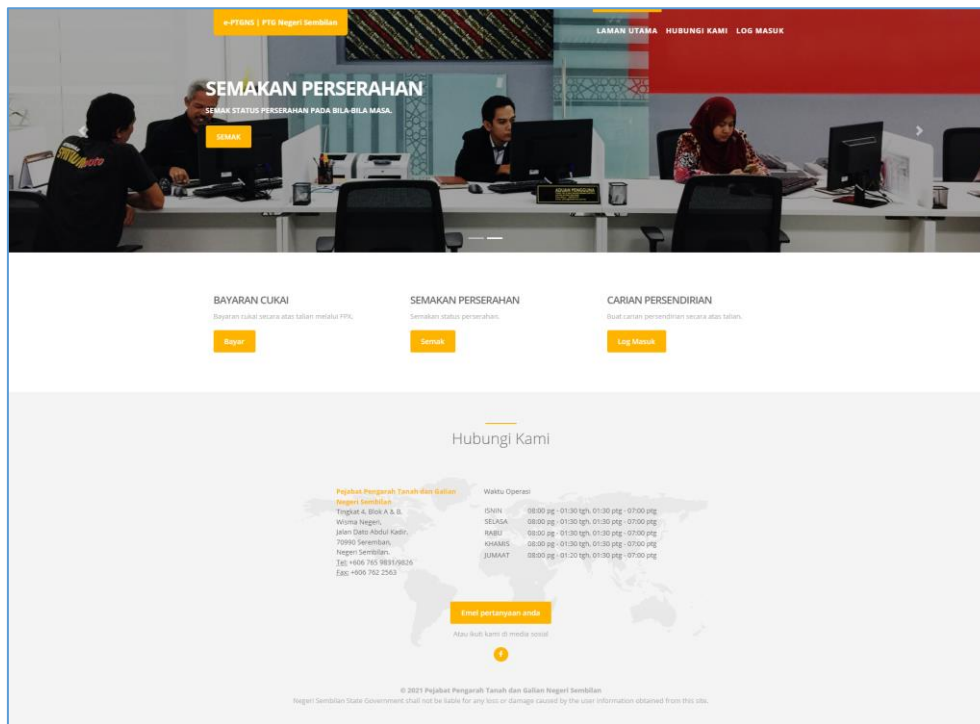 e-PTGNS | PTG Negeri Sembilan
LAMAN UTAMA HUBUNGI KAMI LOG MASUK
SEMAKAN PERSERAHAN
SEMAK STATUS PERSERAHAN PADA BILA-BILA MASA.
SEMAK
ADUAN PENGGUNA
BAYARAN CUKAI
Bayaran cukai secara atas talian melalui FPX.
Bayar
SEMAKAN PERSERAHAN
Semakan status perserahan.
Semak
CARIAN PERSENDIRIAN
Buat carian persendirian secara atas talian.
Log Masuk
Hubungi Kami
Pejabat Pengarah Tanah dan Galian
Negeri Sembilan
Tingkat 4, Blok A & B,
Wisma Negeri,
Jalan Dato Abdul Kadir,
70990 Seremban,
Negeri Sembilan.
Tel: +606 765 9831/9826
Fax: +606 762 2563
Waktu Operasi
ISNIN 08:00 pg - 01:30 tgh, 01:30 ptg - 07:00 ptg
SELASA 08:00 pg - 01:30 tgh, 01:30 ptg - 07:00 ptg
RABU 08:00 pg - 01:30 tgh, 01:30 ptg - 07:00 ptg
KHAMIS 08:00 pg - 01:30 tgh, 01:30 ptg - 07:00 ptg
JUMAAT 08:00 pg - 01:20 tgh, 01:30 ptg - 07:00 ptg
Emel pertanyaan anda
Atau ikuti kami di media sosial
© 2021 Pejabat Pengarah Tanah dan Galian Negeri Sembilan
Negeri Sembilan State Government shall not be liable for any loss or damage caused by the user information obtained from this site.